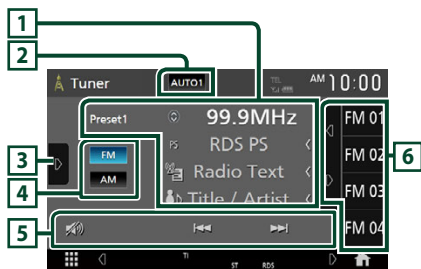 1
2
Tuner
AUTO1
TEL
AM 10:00
Preset1
99.9MHz
FM 01
PS
RDS PS
FM 02
6
3
FM
Radio Text
4
AM
Title / Artist
FM 03
5
FM 04
TI
ST
RDS